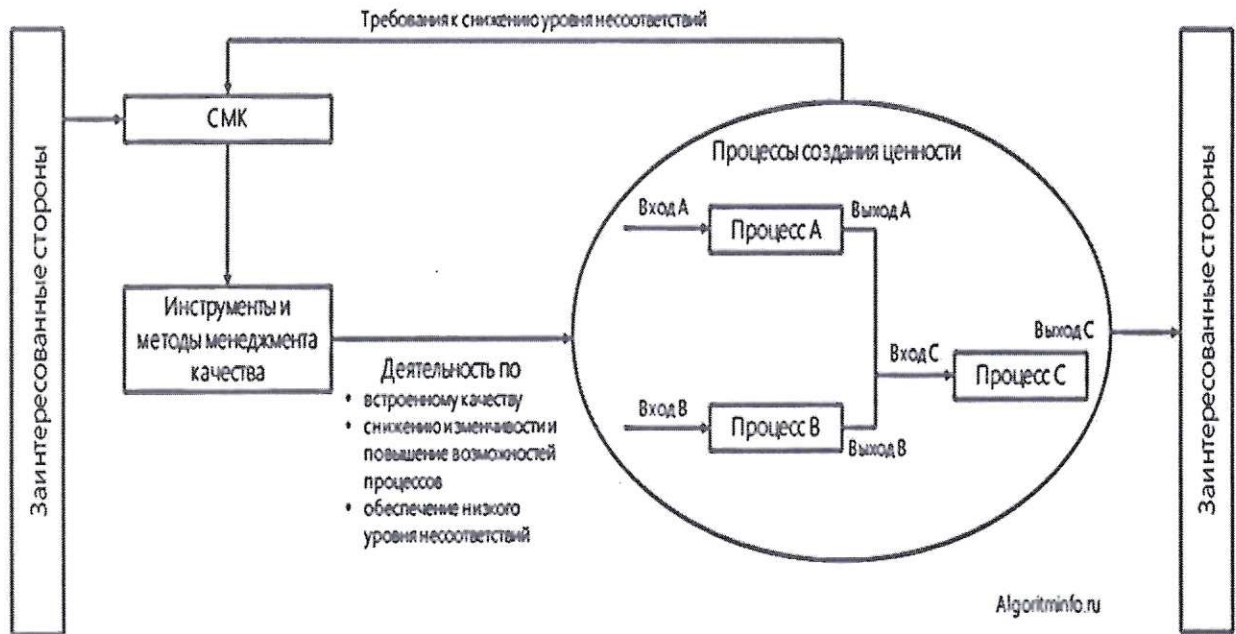 Требования к снижению уровня несоответствий
Заинтересованные стороны
СМК
Инструменты и
методы менеджмента
качества
Деятельность по
• встроенному качеству
• снижению изменчивости и
повышение возможностей
процессов
• обеспечение низкого
уровня несоответствий
Процессы создания ценности
Вход А
Процесс А
Выход А
Вход В
Процесс В
Выход В
Вход С
Процесс С
Выход С
Заинтересованные стороны
Algoritminfo.ru